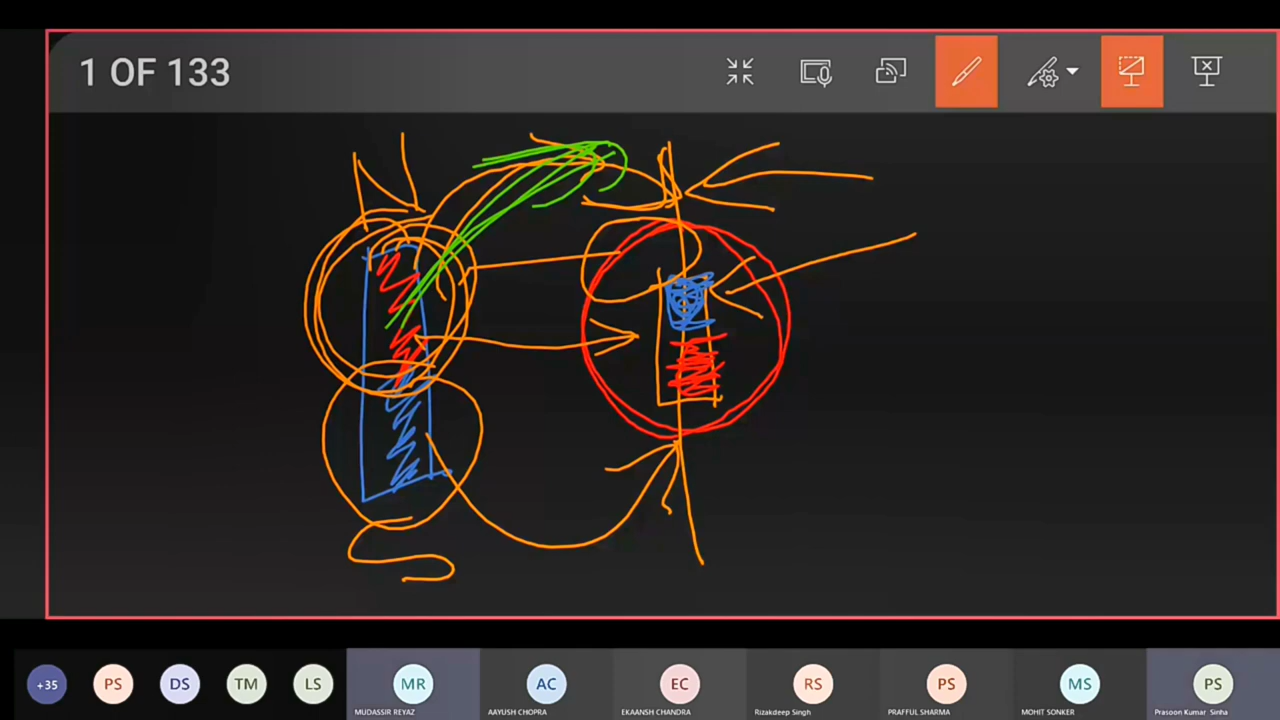 1 OF 133
N
S
+35
PS
DS
TM
LS
MR
AC
EC
RS
PS
MS
PS
MUDASSIR REYAZ
AAYUSH CHOPRA
EKAANSH CHANDRA
Rizakdeep Singh
PRAFFUL SHARMA
MOHIT SONKER
Prasoon Kumar Sinha